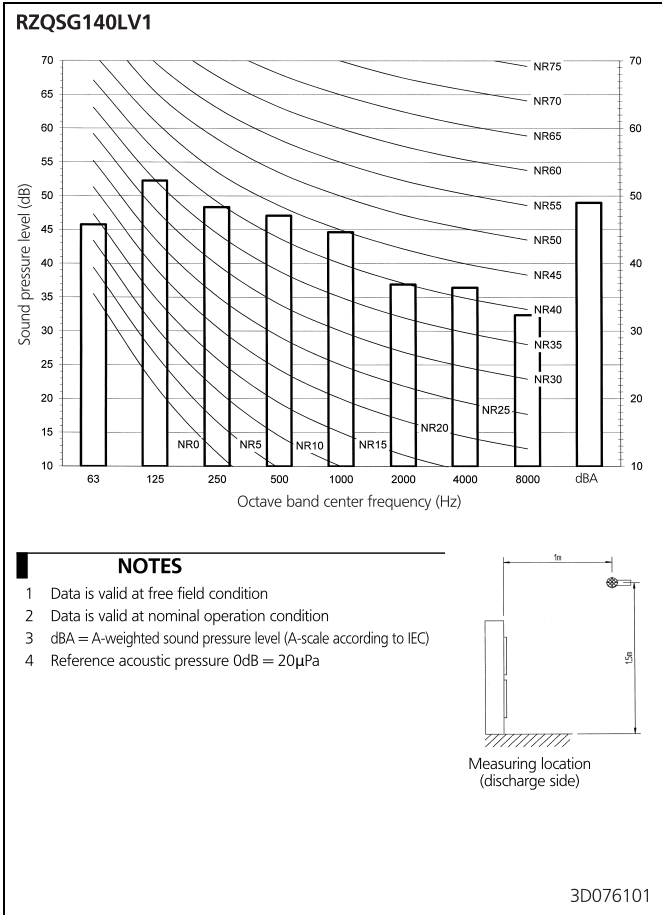 RZQSG140LV1
70
65
60
55
50
45
40
35
30
25
20
15
10
Sound pressure level (dB)
NR75
NR70
NR65
NR60
NR55
NR50
NR45
NR40
NR35
NR30
NR25
NR20
NR0 NR5 NR10 NR15
70
60
50
40
30
20
10
63 125 250 500 1000 2000 4000 8000 dBA
Octave band center frequency (Hz)
NOTES
1 Data is valid at free field condition
2 Data is valid at nominal operation condition
3 dBA = A-weighted sound pressure level (A-scale according to IEC)
4 Reference acoustic pressure 0dB = 20µPa
1m
1.5m
Measuring location
(discharge side)
3D076101